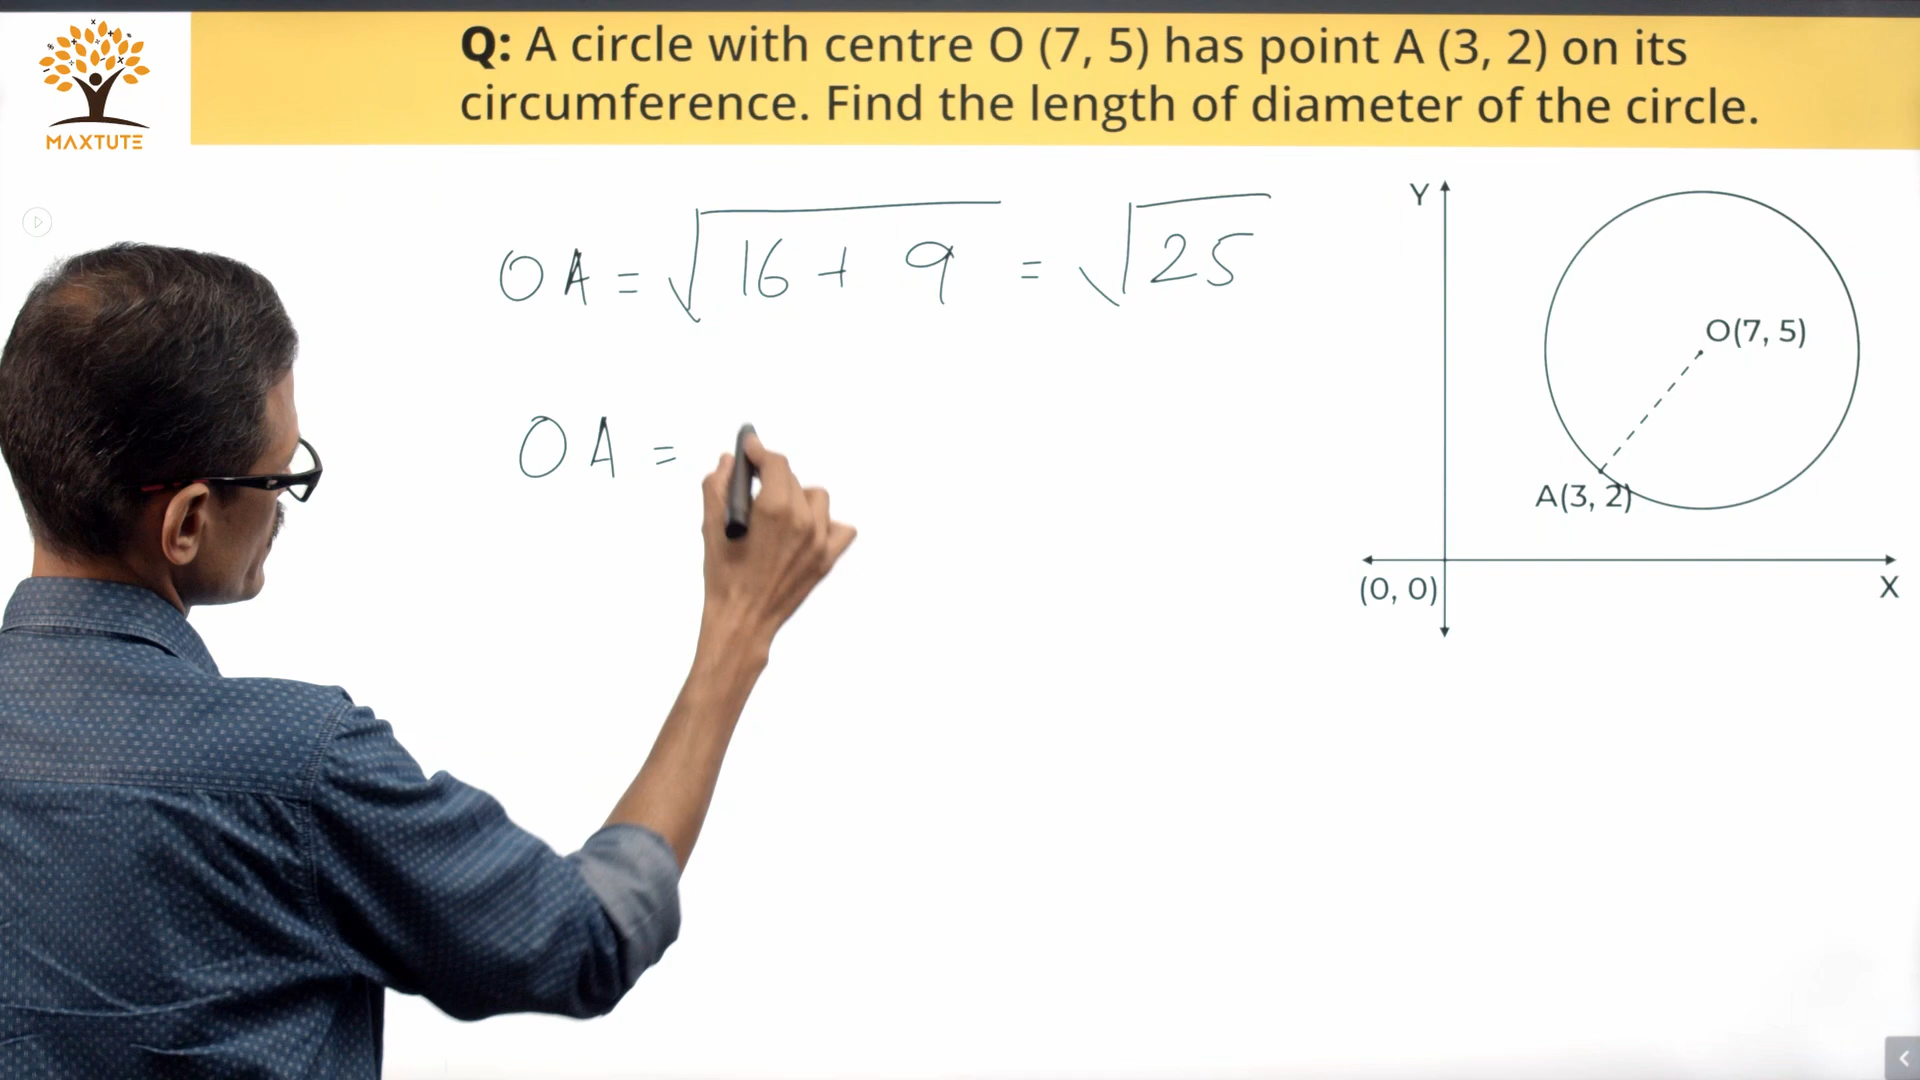 MAXTUTE
Q: A circle with centre O (7, 5) has point A (3, 2) on its
circumference. Find the length of diameter of the circle.
OA = √16 + 9 = √25
OA =
Y
O(7, 5)
A(3, 2)
(0, 0)
X